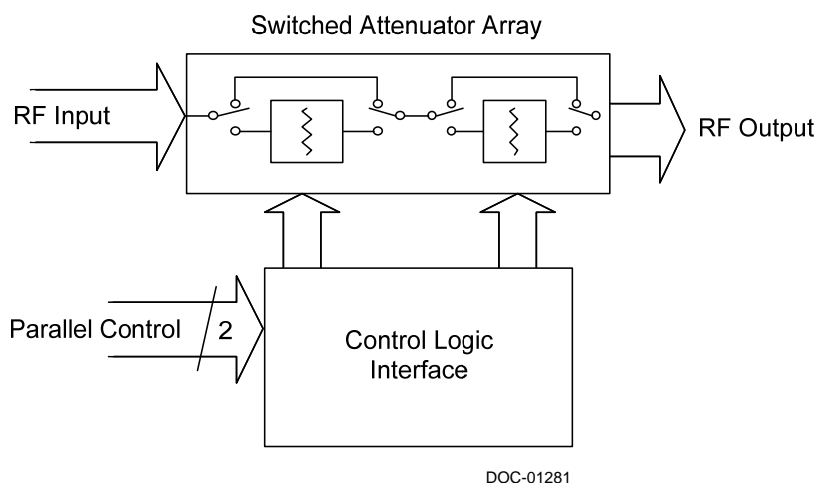 Switched Attenuator Array
RF Input
RF Output
Parallel Control
2
Control Logic
Interface
DOC-01281